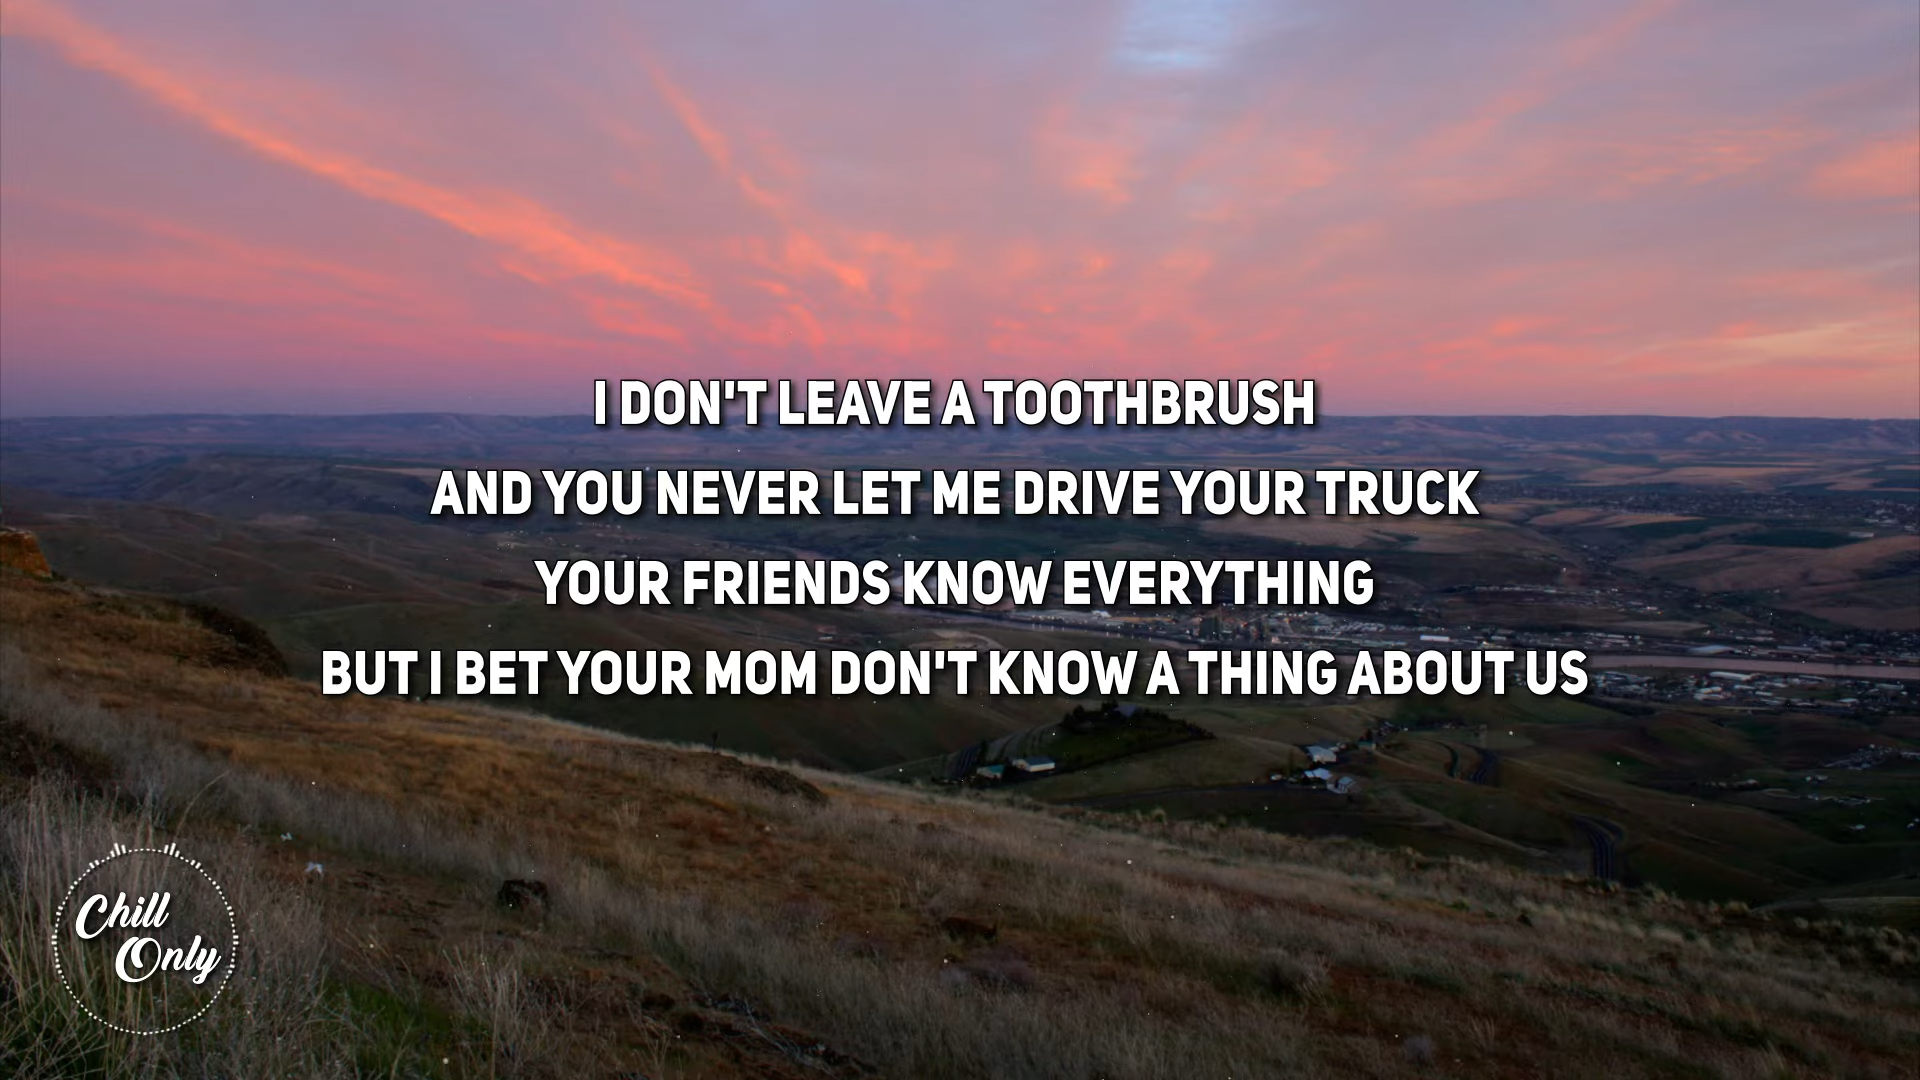 I DON'T LEAVE A TOOTHBRUSH
AND YOU NEVER LET ME DRIVE YOUR TRUCK
YOUR FRIENDS KNOW EVERYTHING
BUT I BET YOUR MOM DON'T KNOW A THING ABOUT US
Chill
Only